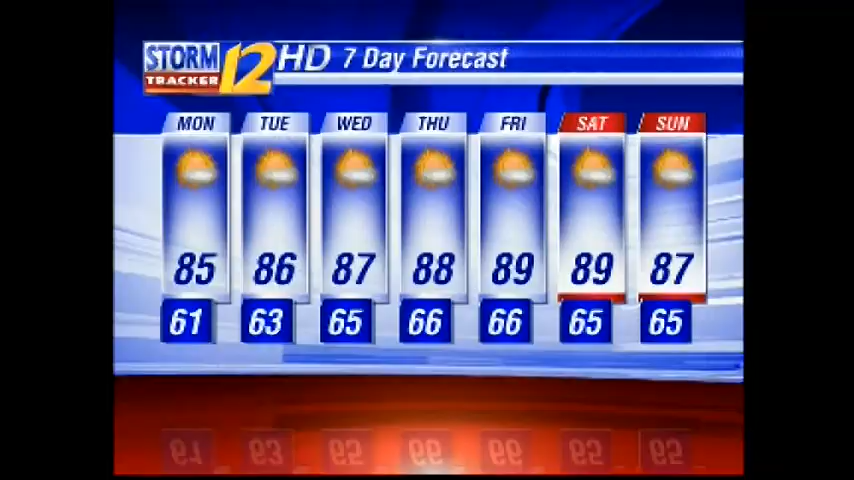 STORM TRACKER 12 HD 7 Day Forecast
MON TUE WED THU FRI SAT SUN
85 86 87 88 89 89 87
61 63 65 66 66 65 65